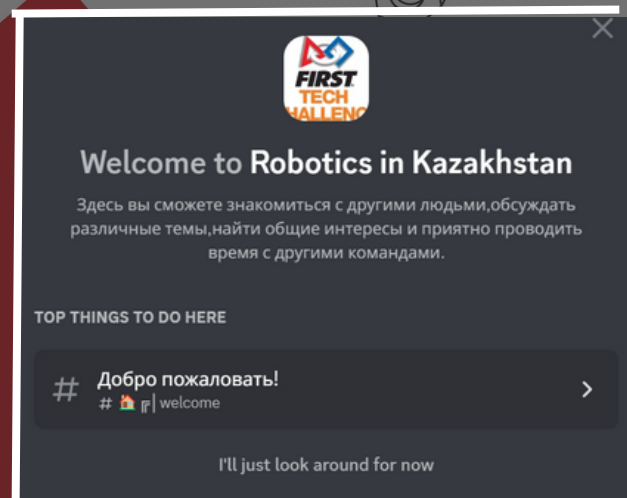 FIRST
TECH
HALLENG
Welcome to Robotics in Kazakhstan
Здесь вы сможете знакомиться с другими людьми,обсуждать
различные темы,найти общие интересы и приятно проводить
время с другими командами.
TOP THINGS TO DO HERE
# Добро пожаловать!
# 🏠 ╔| welcome
I'll just look around for now